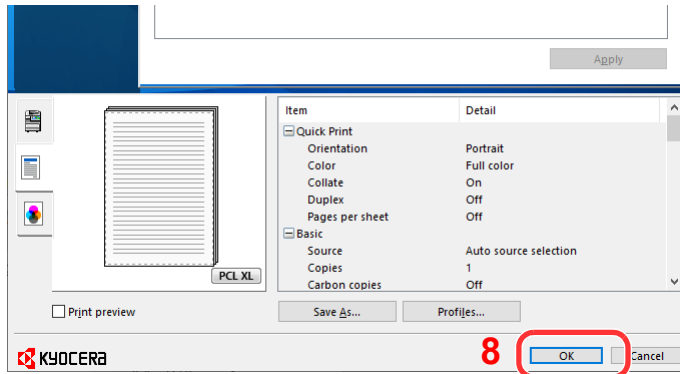 Apply
Item Detail
Quick Print
Orientation Portrait
Color Full color
Collate On
Duplex Off
Pages per sheet Off
Basic
Source Auto source selection
Copies 1
Carbon copies Off
PCL XL
Print preview
Save As... Profiles...
KYOCERA
8 OK Cancel